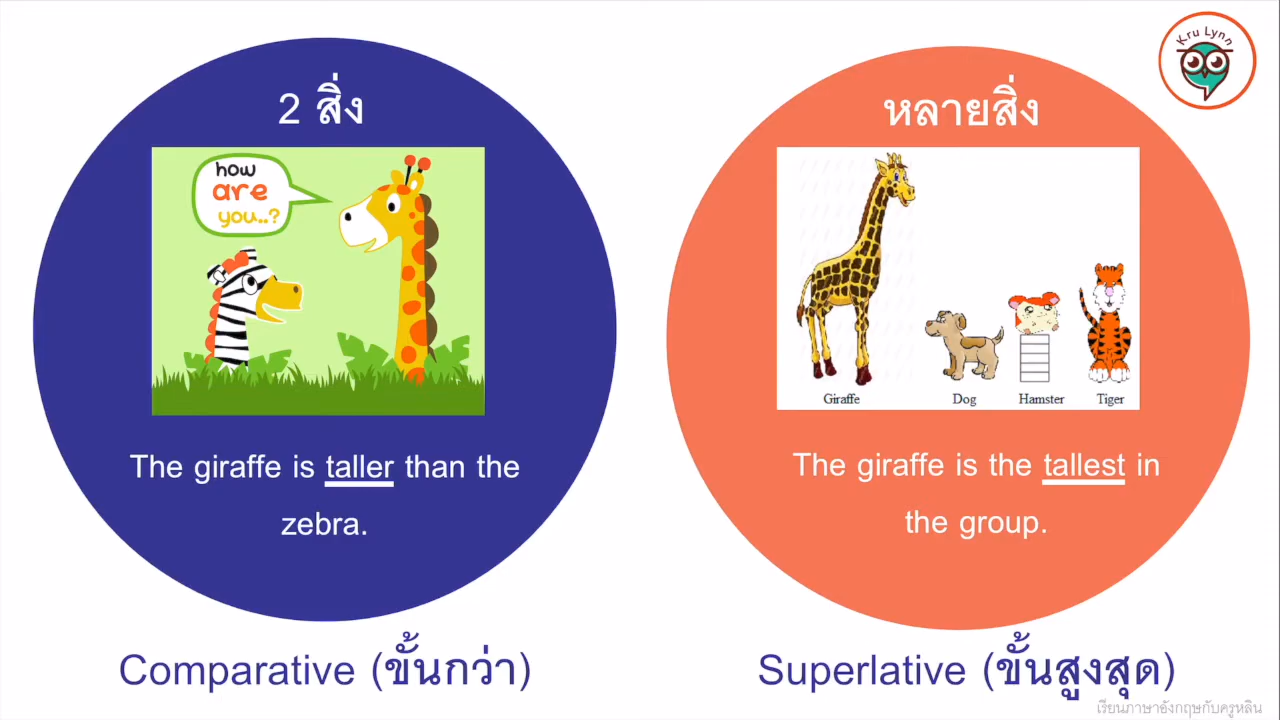 Kru Lynn
2 สิ่ง
how
are
you..?
The giraffe is taller than the
zebra.
Comparative (ขั้นกว่า)
หลายสิ่ง
Giraffe Dog Hamster Tiger
The giraffe is the tallest in
the group.
Superlative (ขั้นสูงสุด)
เรียนภาษาอังกฤษกับครูหลิน